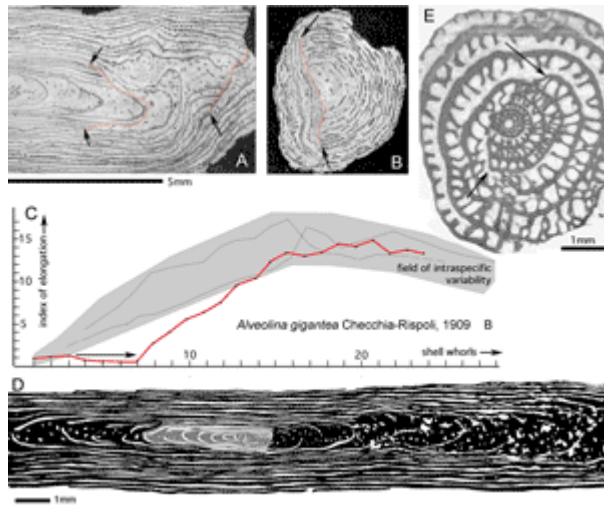 A
B
E
5mm
1mm
C
index of elongation
15
10
5
field of intraspecific
variability
Alveolina gigantea Checchia-Rispoli, 1909 B
shell whorls
10
20
D
1mm